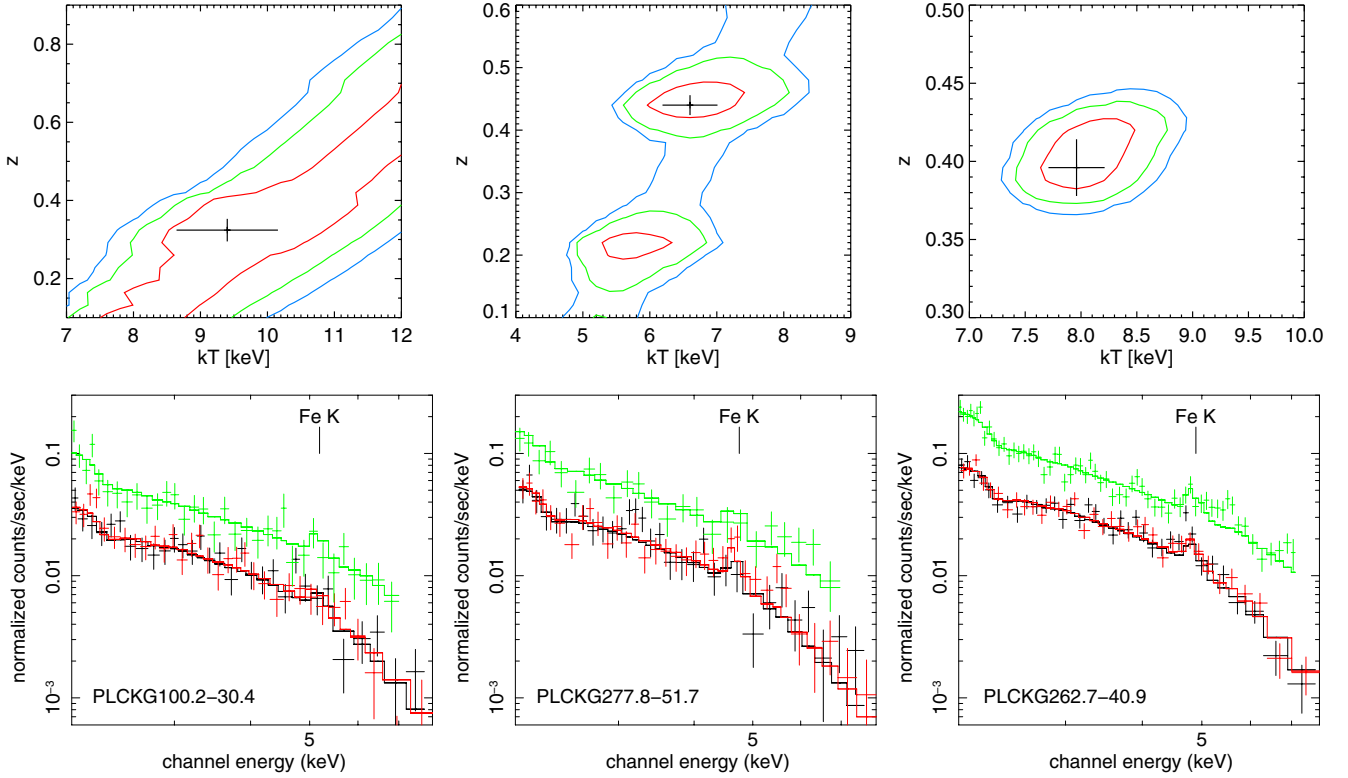 0.8
0.6
0.4
0.2
z
7 8 9 10 11 12
kT [keV]
0.6
0.5
0.4
0.3
0.2
0.1
z
4 5 6 7 8 9
kT [keV]
0.50
0.45
0.40
0.35
0.30
z
7.0 7.5 8.0 8.5 9.0 9.5 10.0
kT [keV]
Fe K
0.1
0.01
10⁻³
normalized counts/sec/keV
PLCKG100.2−30.4
5
channel energy (keV)
Fe K
0.1
0.01
10⁻³
normalized counts/sec/keV
PLCKG277.8−51.7
5
channel energy (keV)
Fe K
0.1
0.01
10⁻³
normalized counts/sec/keV
PLCKG262.7−40.9
5
channel energy (keV)